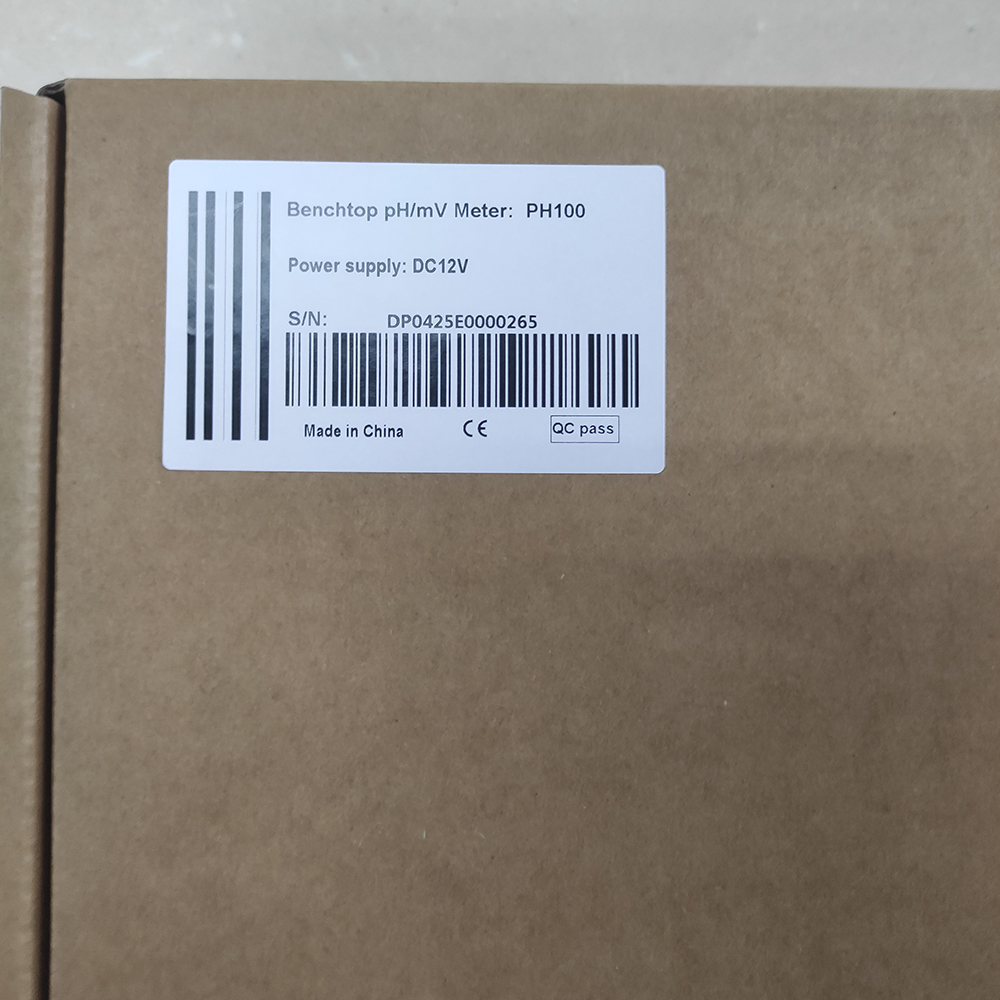 Benchtop pH/mV Meter: PH100
Power supply: DC12V
S/N: DP0425E0000265
Made in China CE QC pass